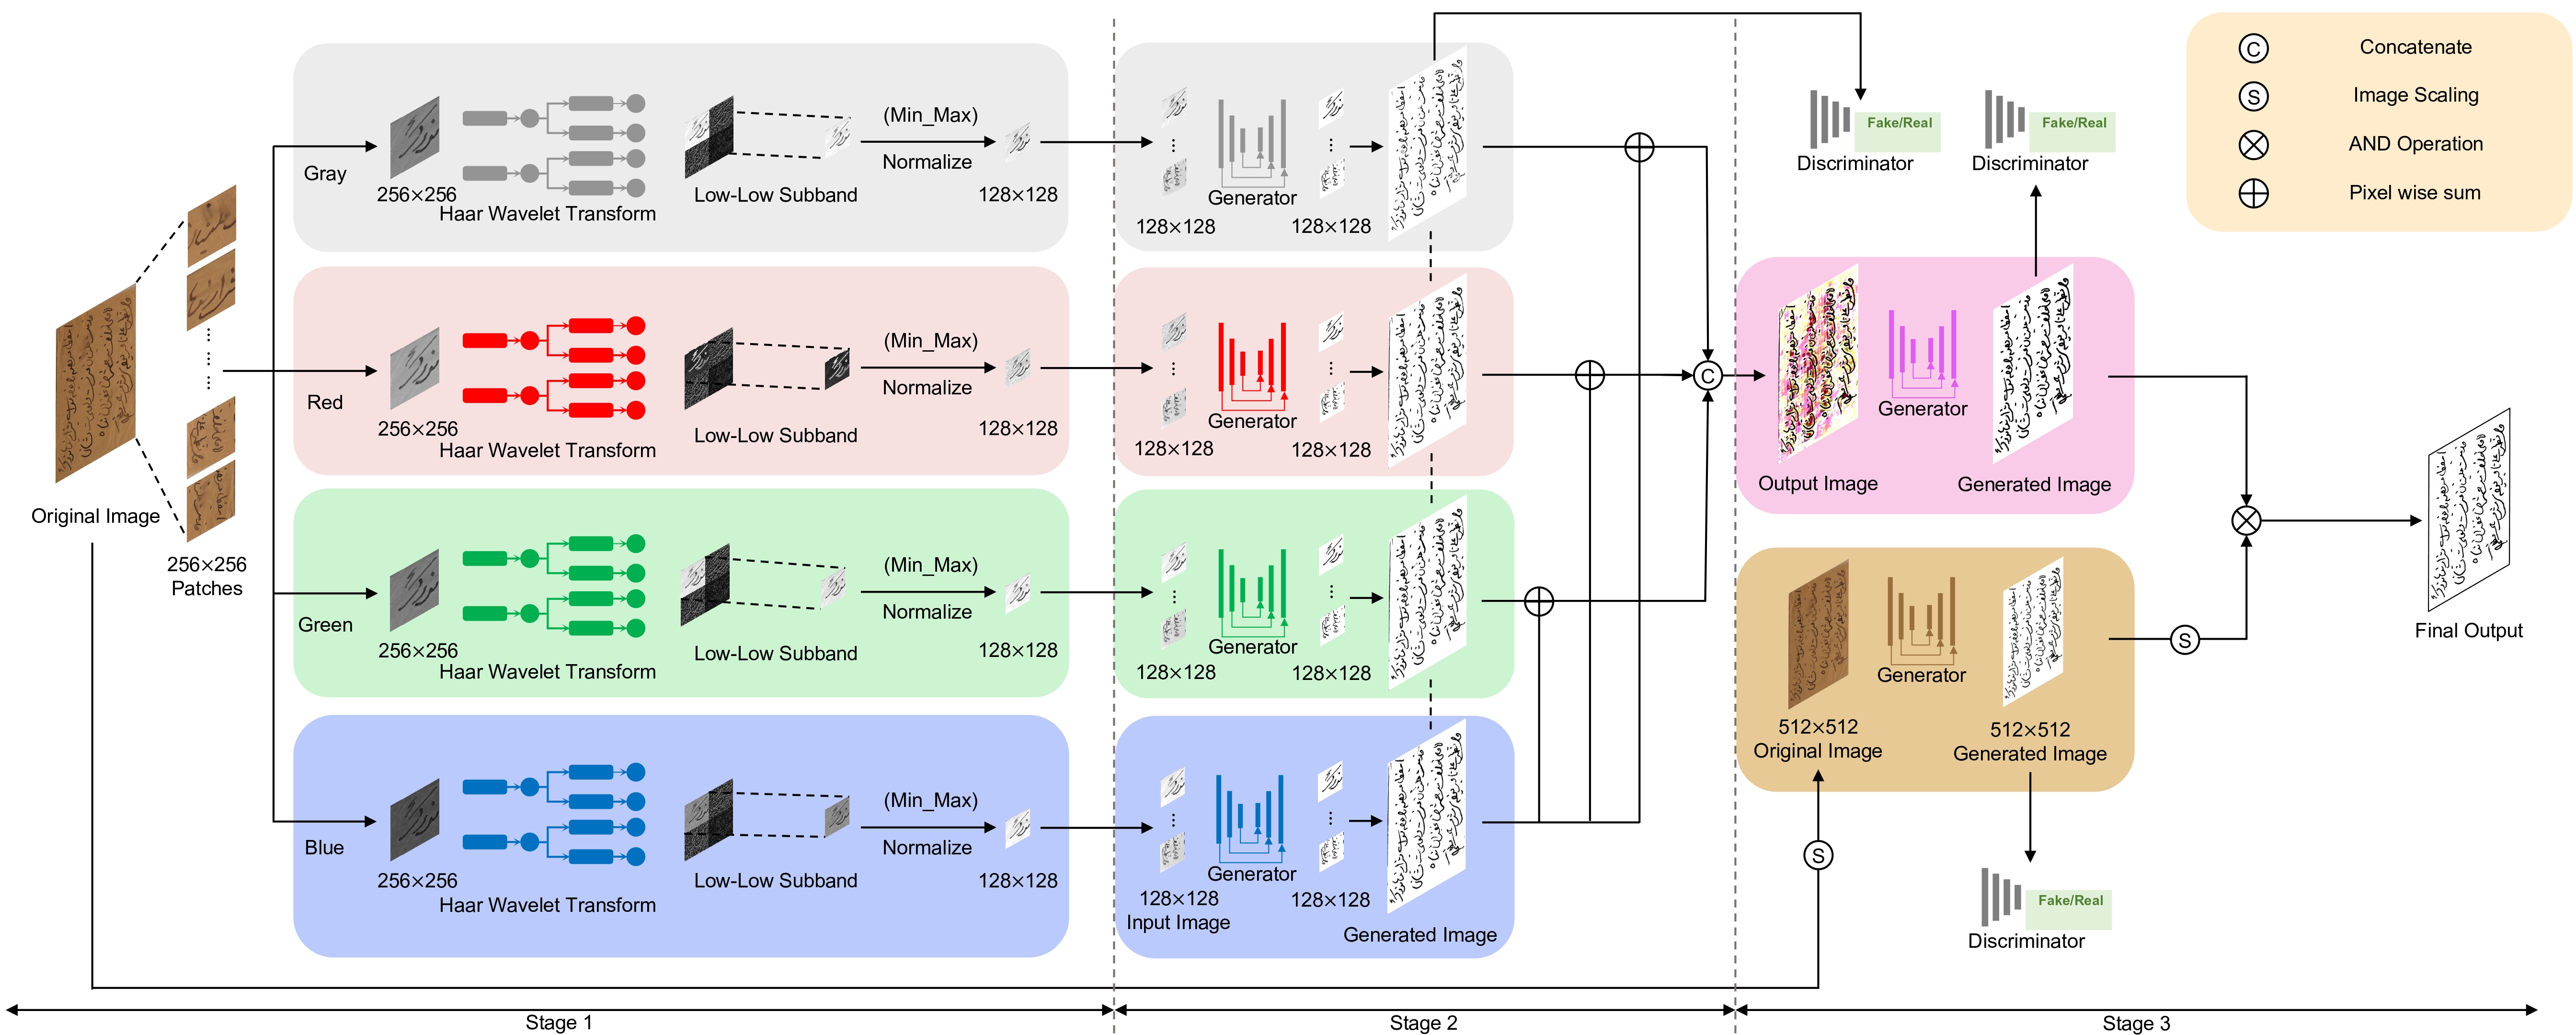 Concatenate
Image Scaling
AND Operation
Pixel wise sum
C
S
Original Image
256×256
Patches
Gray
256×256
Haar Wavelet Transform
Low-Low Subband
(Min_Max)
Normalize
128×128
Red
256×256
Haar Wavelet Transform
Low-Low Subband
(Min_Max)
Normalize
128×128
Green
256×256
Haar Wavelet Transform
Low-Low Subband
(Min_Max)
Normalize
128×128
Blue
256×256
Haar Wavelet Transform
Low-Low Subband
(Min_Max)
Normalize
128×128
128×128
Generator
128×128
128×128
Generator
128×128
128×128
Generator
128×128
128×128
Input Image
Generator
128×128
Generated Image
C
Fake/Real
Discriminator
Fake/Real
Discriminator
Output Image
Generator
Generated Image
512×512
Original Image
Generator
512×512
Generated Image
S
S
Fake/Real
Discriminator
Final Output
Stage 1
Stage 2
Stage 3